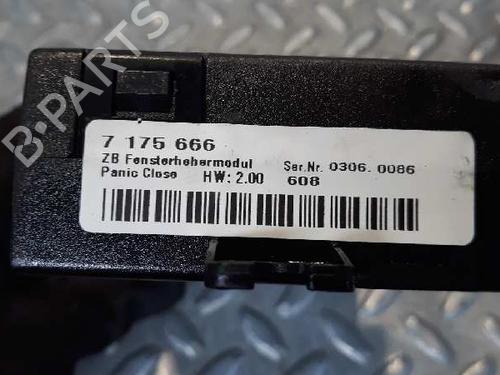 B-PARTS
7 175 666
ZB Fensterhebermodul Ser.Nr. 0306. 0086
Panic Close HW: 2.00 608